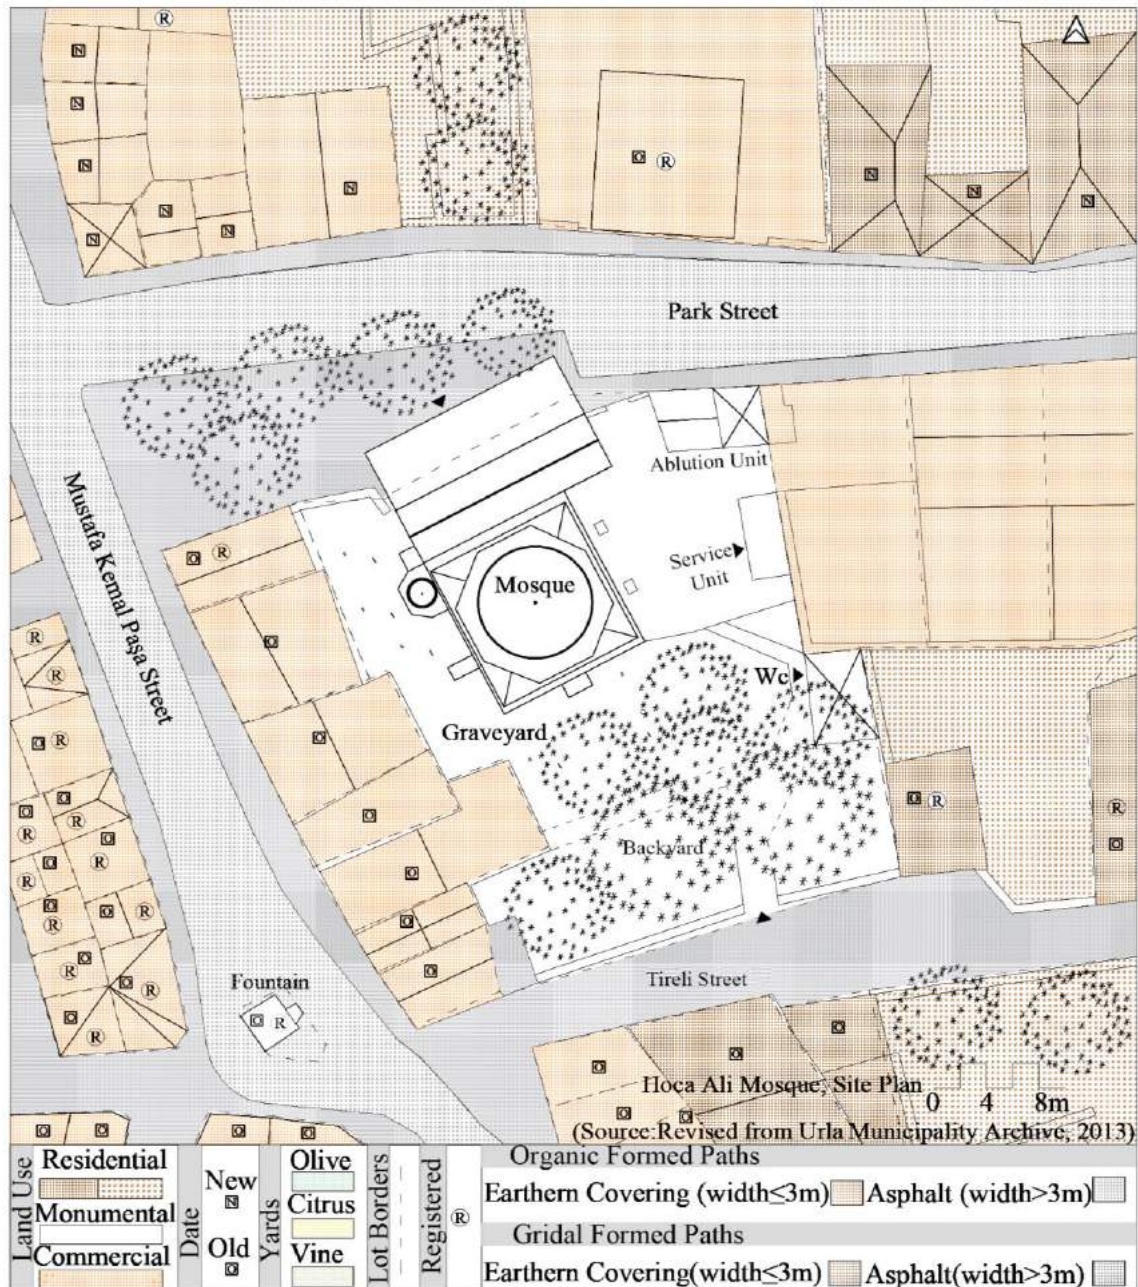 Park Street
Ablution Unit
Mustafa Kemal Paşa Street
Service
Unit
Mosque
Wc
Graveyard
Backyard
Fountain
Tireli Street
Hoca Ali Mosque, Site Plan
0 4 8m
(Source:Revised from Urla Municipality Archive, 2013)
Land Use
Residential
Monumental
Commercial
Date
New
N
Old
O
Yards
Olive
Citrus
Vine
Lot Borders
Registered
R
Organic Formed Paths
Earthern Covering (width≤3m) Asphalt (width>3m)
Gridal Formed Paths
Earthern Covering(width≤3m) Asphalt(width>3m)